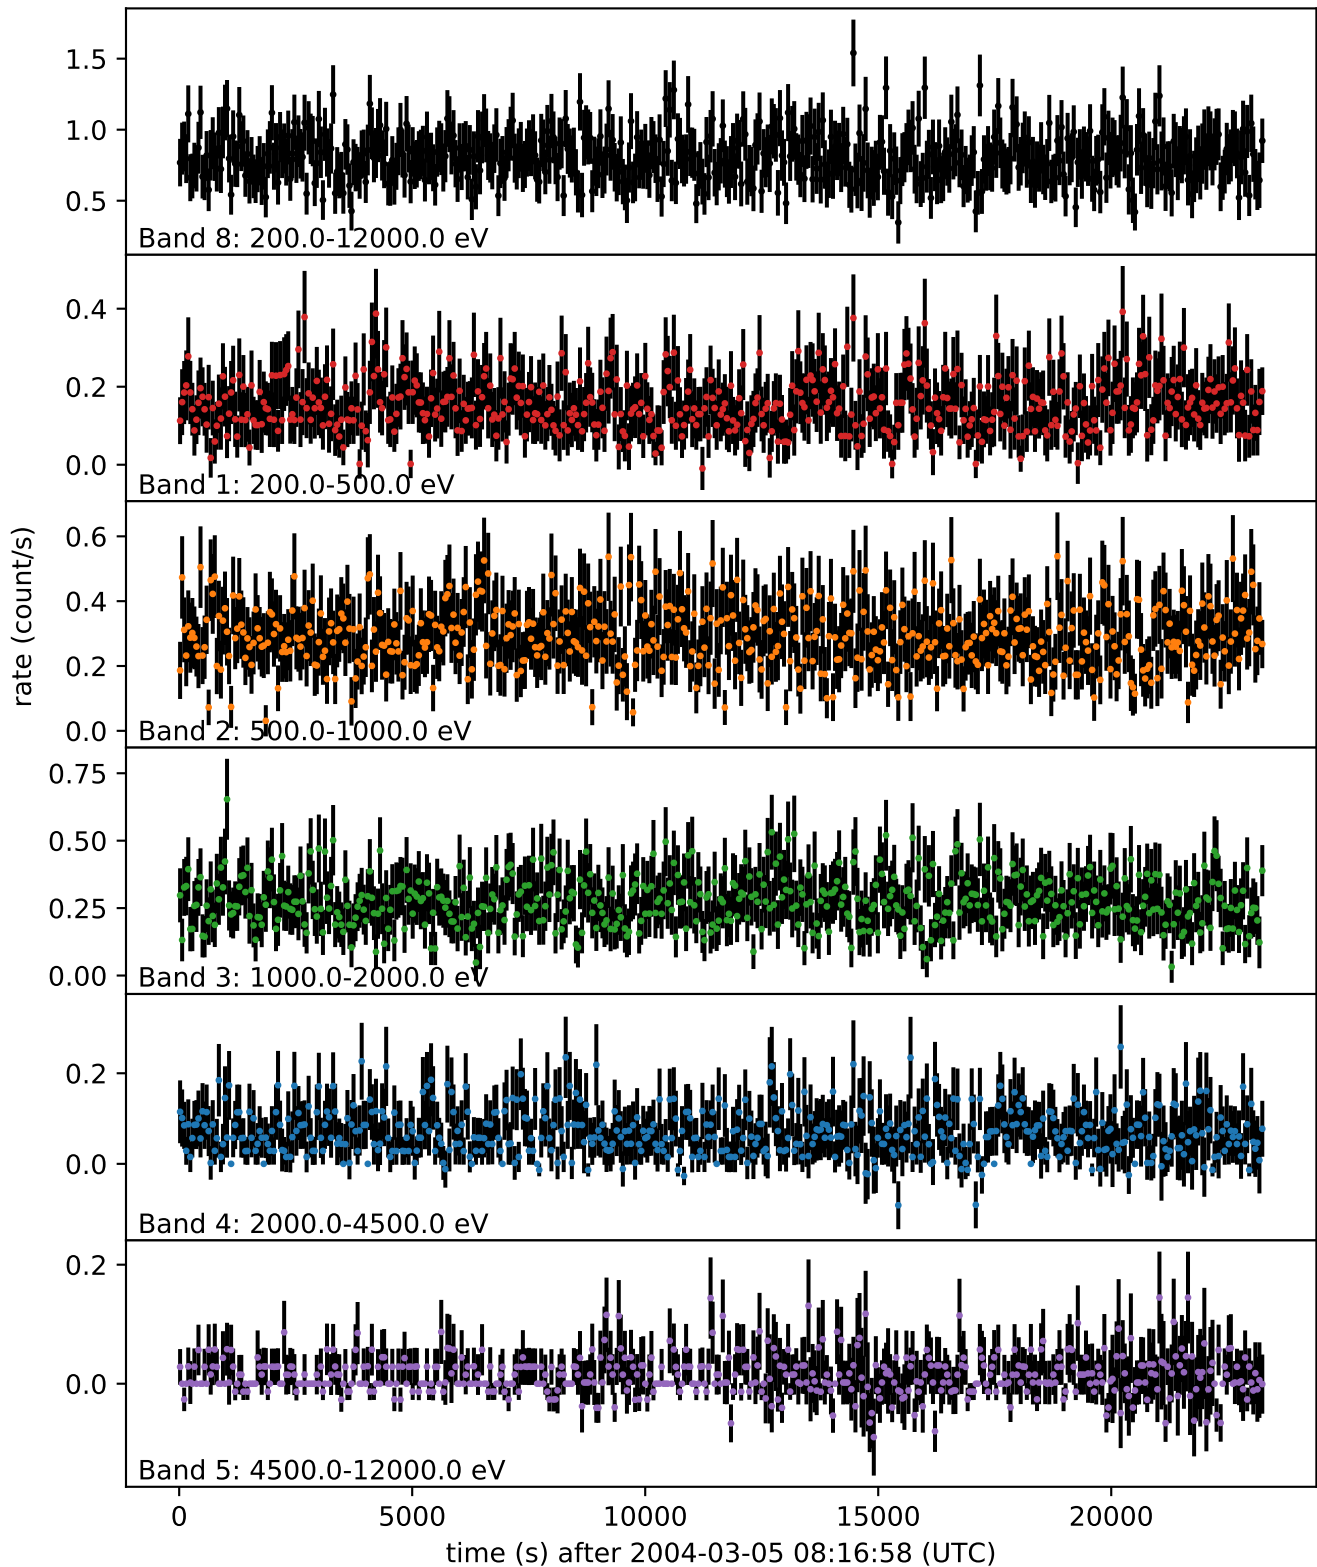 1.5
1.0
0.5
Band 8: 200.0-12000.0 eV
0.4
0.2
0.0
Band 1: 200.0-500.0 eV
0.6
0.4
0.2
0.0
Band 2: 500.0-1000.0 eV
rate (count/s)
0.75
0.50
0.25
0.00
Band 3: 1000.0-2000.0 eV
0.2
0.0
Band 4: 2000.0-4500.0 eV
0.2
0.0
Band 5: 4500.0-12000.0 eV
0 5000 10000 15000 20000
time (s) after 2004-03-05 08:16:58 (UTC)